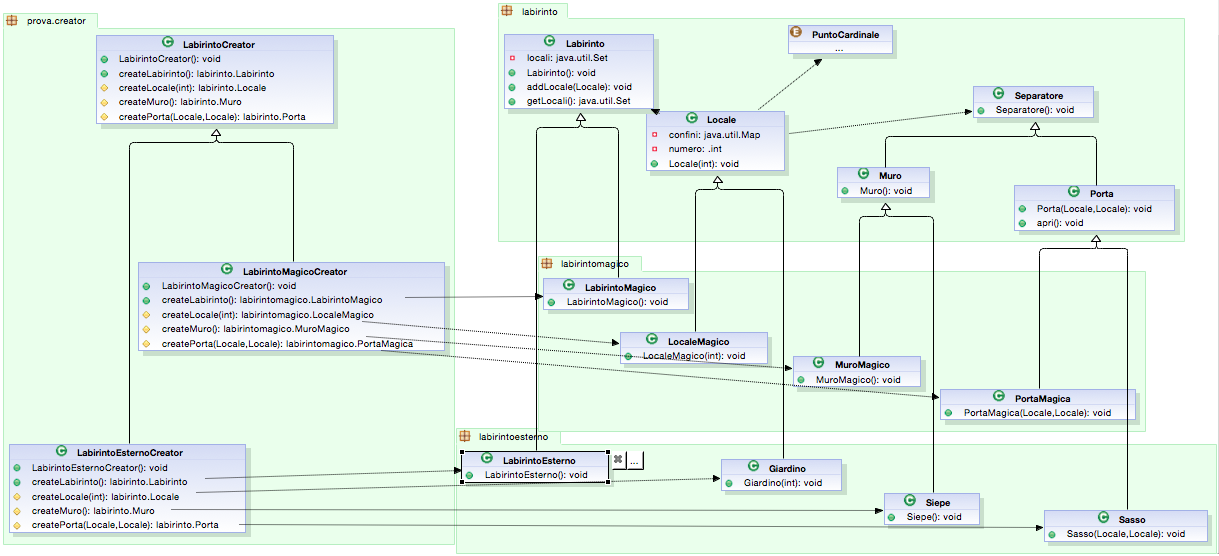 prova.creator
LabirintoCreator
LabirintoCreator(): void
createLabirinto(): labirinto.Labirinto
createLocale(int): labirinto.Locale
createMuro(): labirinto.Muro
createPorta(Locale,Locale): labirinto.Porta
LabirintoMagicoCreator
LabirintoMagicoCreator(): void
createLabirinto(): labirintomagico.LabirintoMagico
createLocale(int): labirintomagico.LocaleMagico
createMuro(): labirintomagico.MuroMagico
createPorta(Locale,Locale): labirintomagico.PortaMagica
LabirintoEsternoCreator
LabirintoEsternoCreator(): void
createLabirinto(): labirinto.Labirinto
createLocale(int): labirinto.Locale
createMuro(): labirinto.Muro
createPorta(Locale,Locale): labirinto.Porta
labirinto
Labirinto
locali: java.util.Set
Labirinto(): void
addLocale(Locale): void
getLocali(): java.util.Set
E PuntoCardinale
...
Locale
confini: java.util.Map
numero: .int
Locale(int): void
Separatore
Separatore(): void
Muro
Muro(): void
Porta
Porta(Locale,Locale): void
apri(): void
labirintomagico
LabirintoMagico
LabirintoMagico(): void
LocaleMagico
LocaleMagico(int): void
MuroMagico
MuroMagico(): void
PortaMagica
PortaMagica(Locale,Locale): void
labirintoesterno
LabirintoEsterno
LabirintoEsterno(): void
...
Giardino
Giardino(int): void
Siepe
Siepe(): void
Sasso
Sasso(Locale,Locale): void